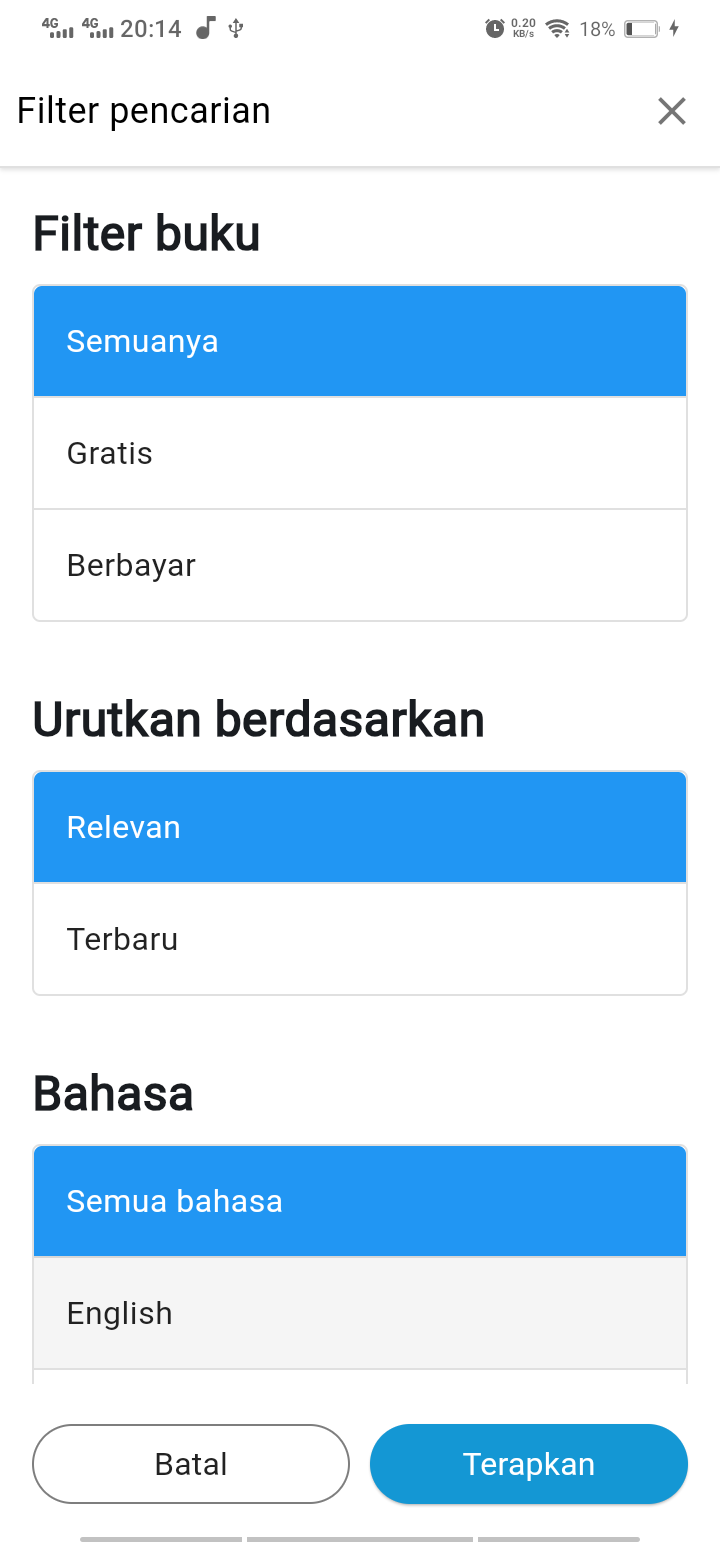 4G 4G 20:14 0.20 KB/s 18%
Filter pencarian
Filter buku
Semuanya
Gratis
Berbayar
Urutkan berdasarkan
Relevan
Terbaru
Bahasa
Semua bahasa
English
Batal Terapkan